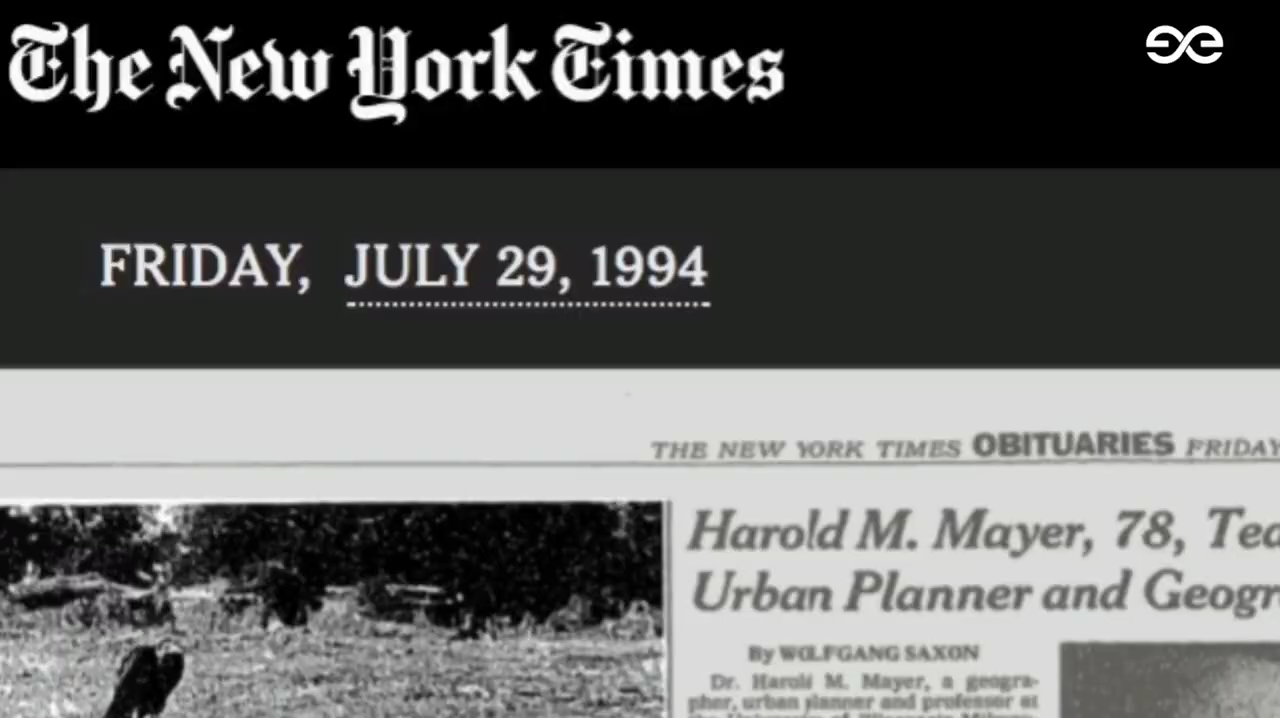 The New York Times
FRIDAY, JULY 29, 1994
THE NEW YORK TIMES OBITUARIES FRIDAY
Harold M. Mayer, 78, Tea
Urban Planner and Geogr
By WOLFGANG SAXON
Dr. Harold M. Mayer, a geogra-
pher, urban planner and professor at